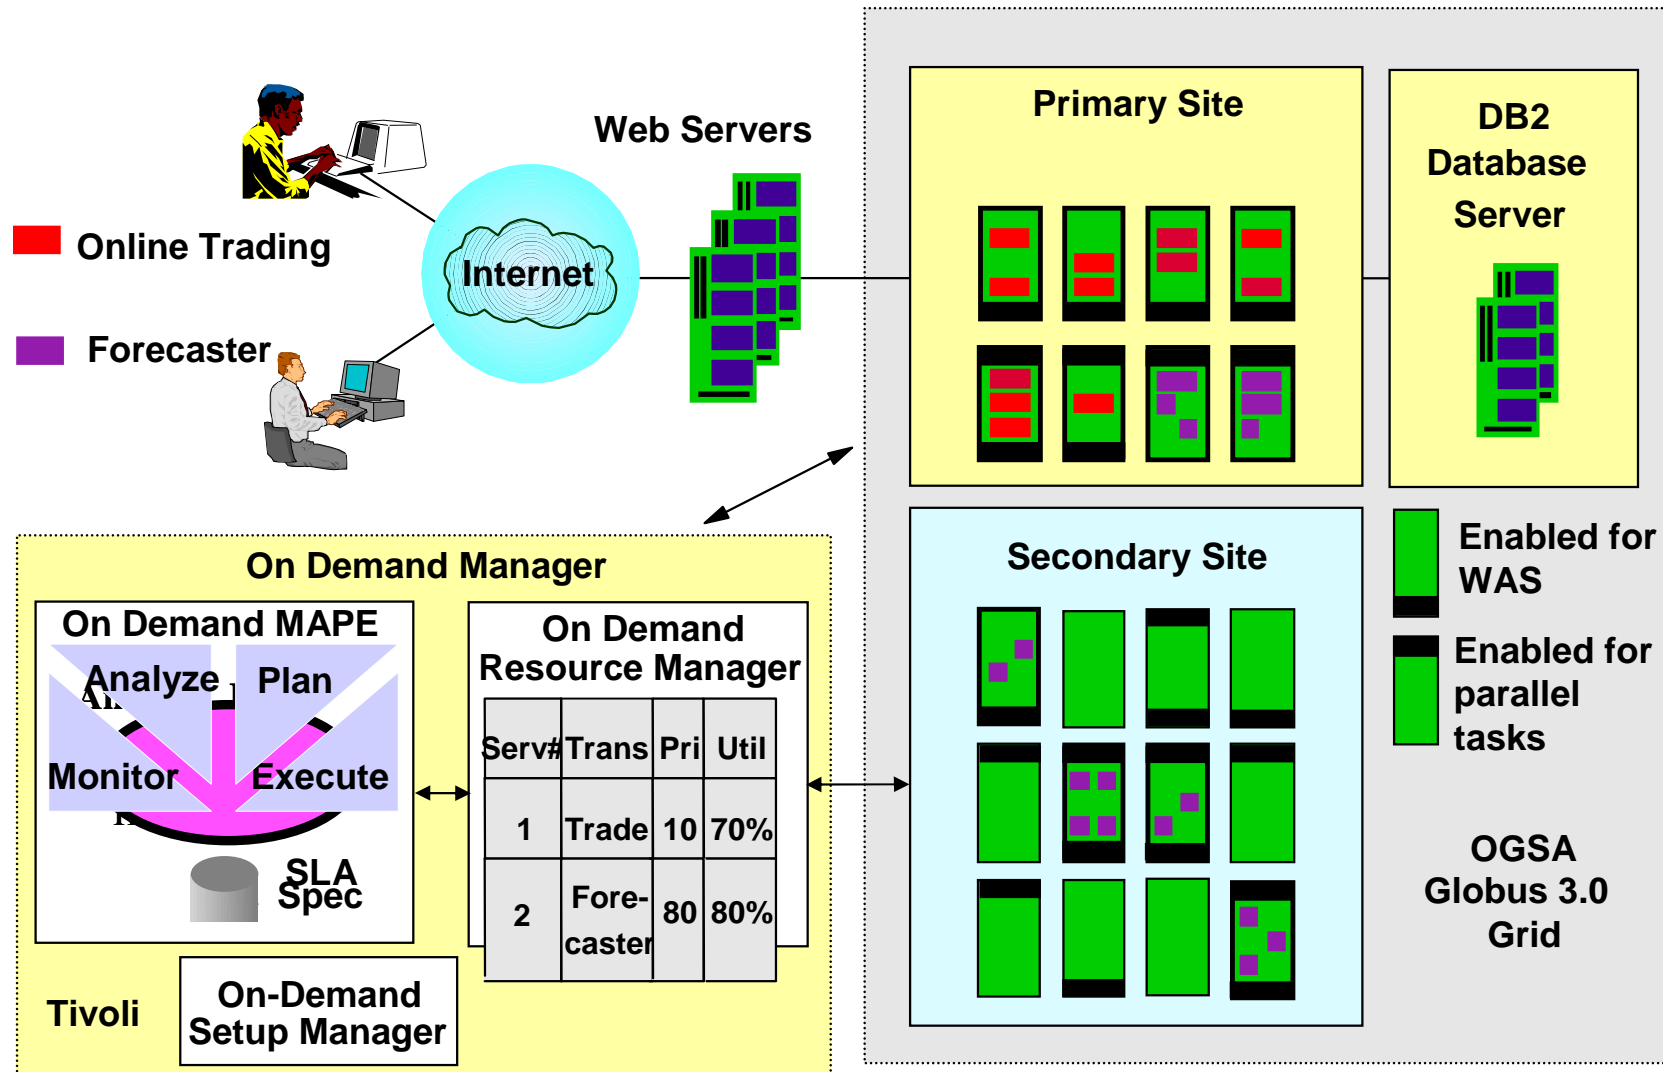 Primary Site
DB2
Database
Server
Web Servers
Online Trading
Internet
Forecaster
On Demand Manager
On Demand MAPE
Analyze
Plan
Monitor
Execute
SLA
Spec
On Demand
Resource Manager
Serv# Trans Pri Util
1 Trade 10 70%
2 Fore-
caster 80 80%
Tivoli
On-Demand
Setup Manager
Secondary Site
Enabled for
WAS
Enabled for
parallel
tasks
OGSA
Globus 3.0
Grid